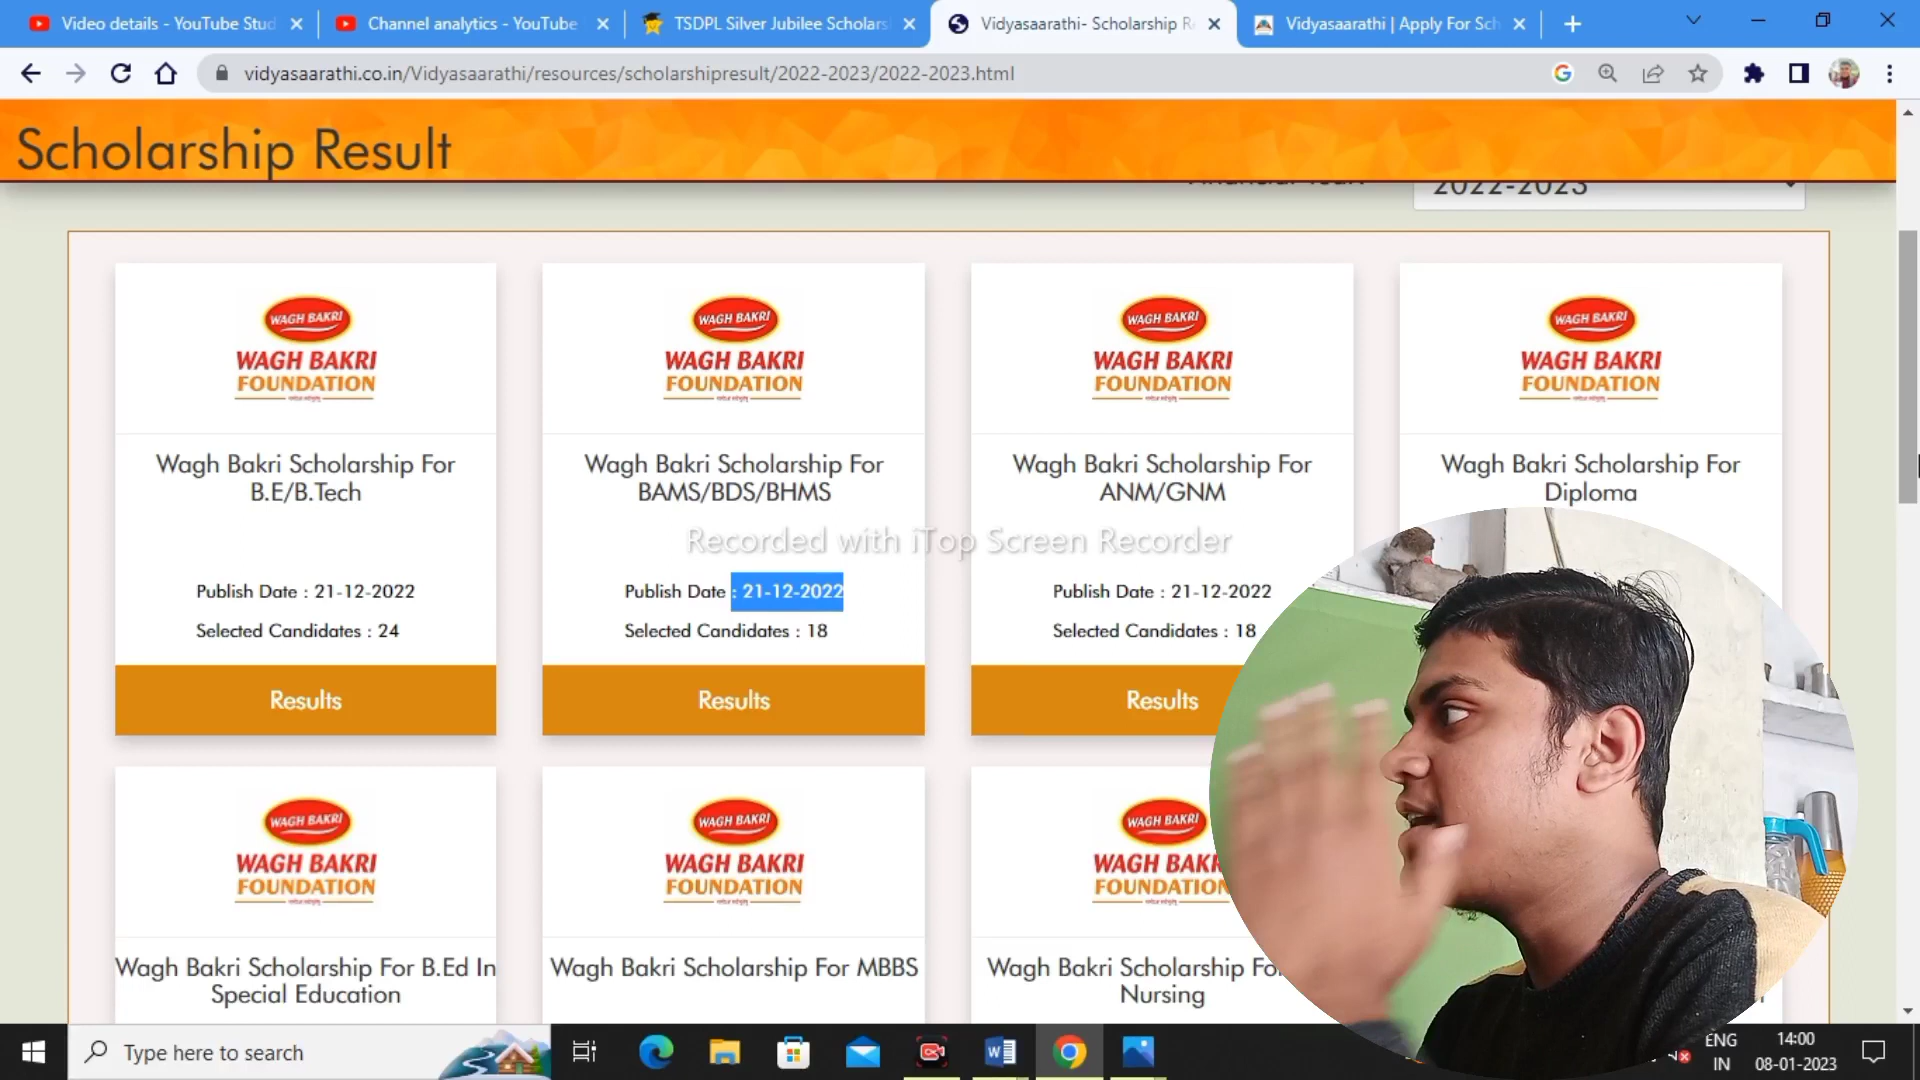 Video details - YouTube Stud
Channel analytics - YouTube
TSDPL Silver Jubilee Scholars
Vidyasaarathi- Scholarship Re
Vidyasaarathi | Apply For Sch
vidyasaarathi.co.in/Vidyasaarathi/resources/scholarshipresult/2022-2023/2022-2023.html
Scholarship Result
2022-2023
WAGH BAKRI
WAGH BAKRI
FOUNDATION
Wagh Bakri Scholarship For
B.E/B.Tech
Publish Date : 21-12-2022
Selected Candidates : 24
Results
WAGH BAKRI
WAGH BAKRI
FOUNDATION
Wagh Bakri Scholarship For
BAMS/BDS/BHMS
Publish Date : 21-12-2022
Selected Candidates : 18
Results
WAGH BAKRI
WAGH BAKRI
FOUNDATION
Wagh Bakri Scholarship For
ANM/GNM
Publish Date : 21-12-2022
Selected Candidates : 18
Results
WAGH BAKRI
WAGH BAKRI
FOUNDATION
Wagh Bakri Scholarship For
Diploma
Recorded with iTop Screen Recorder
WAGH BAKRI
WAGH BAKRI
FOUNDATION
Wagh Bakri Scholarship For B.Ed In
Special Education
WAGH BAKRI
WAGH BAKRI
FOUNDATION
Wagh Bakri Scholarship For MBBS
WAGH BAKRI
WAGH BAKR
FOUNDATION
Wagh Bakri Scholarship Fo
Nursing
Type here to search
ENG
IN
14:00
08-01-2023